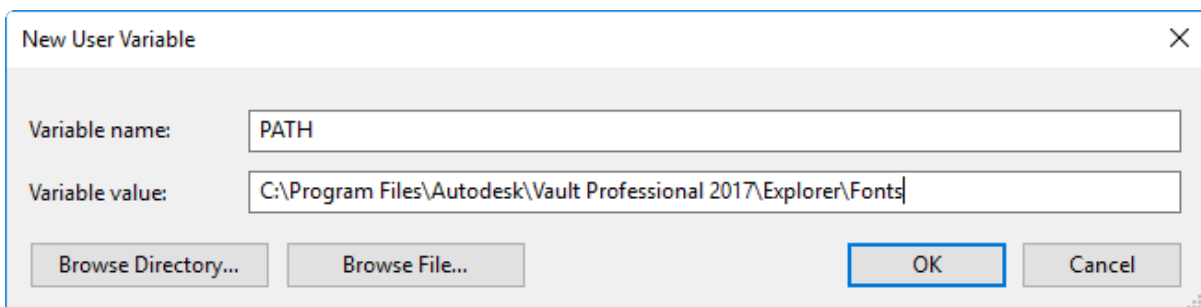 New User Variable
Variable name: PATH
Variable value: C:\Program Files\Autodesk\Vault Professional 2017\Explorer\Fonts
Browse Directory... Browse File... OK Cancel